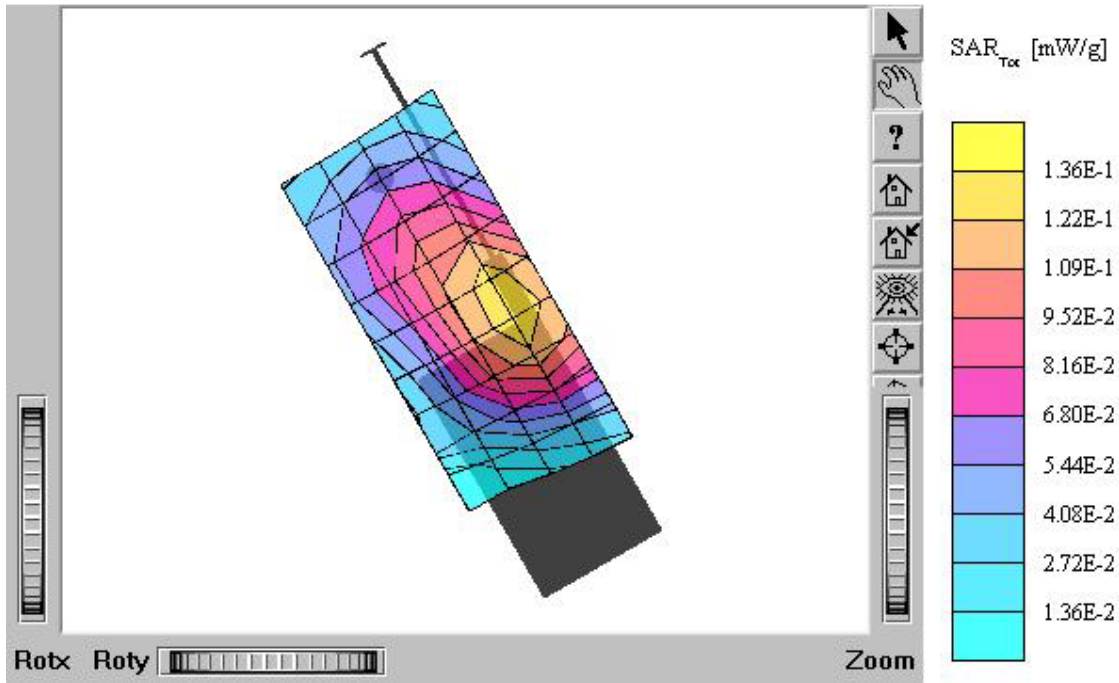 SAR_Tot [mW/g]
?
1.36E-1
1.22E-1
1.09E-1
9.52E-2
8.16E-2
6.80E-2
5.44E-2
4.08E-2
2.72E-2
1.36E-2
Rotx Roty Zoom